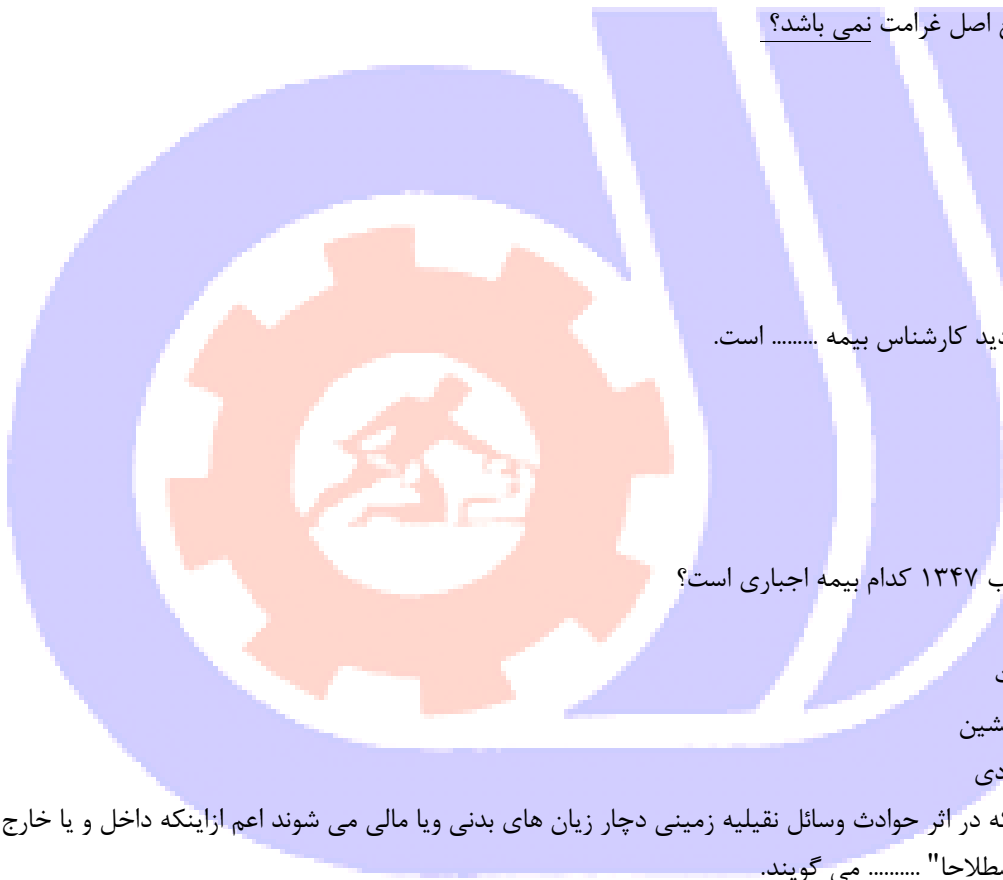 اصل غرامت نمی باشد؟
دید کارشناس بیمه ......... است.
ب ۱۳۴۷ کدام بیمه اجباری است؟
شین
دی
در اثر حوادث وسائل نقلیه زمینی دچار زیان های بدنی ویا مالی می شوند اعم ازاینکه داخل و یا خارج
طلاحا" .......... می گویند.